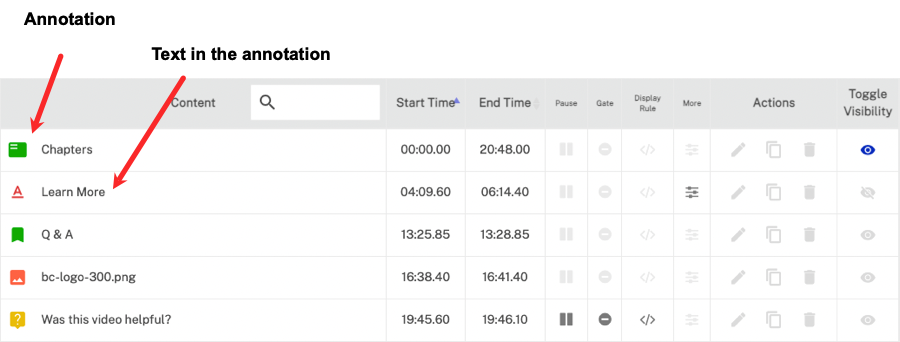 Annotation
Text in the annotation
Content Start Time End Time Pause Gate Display Rule More Actions Toggle Visibility
Chapters 00:00.00 20:48.00
Learn More 04:09.60 06:14.40
Q & A 13:25.85 13:28.85
bc-logo-300.png 16:38.40 16:41.40
Was this video helpful? 19:45.60 19:46.10